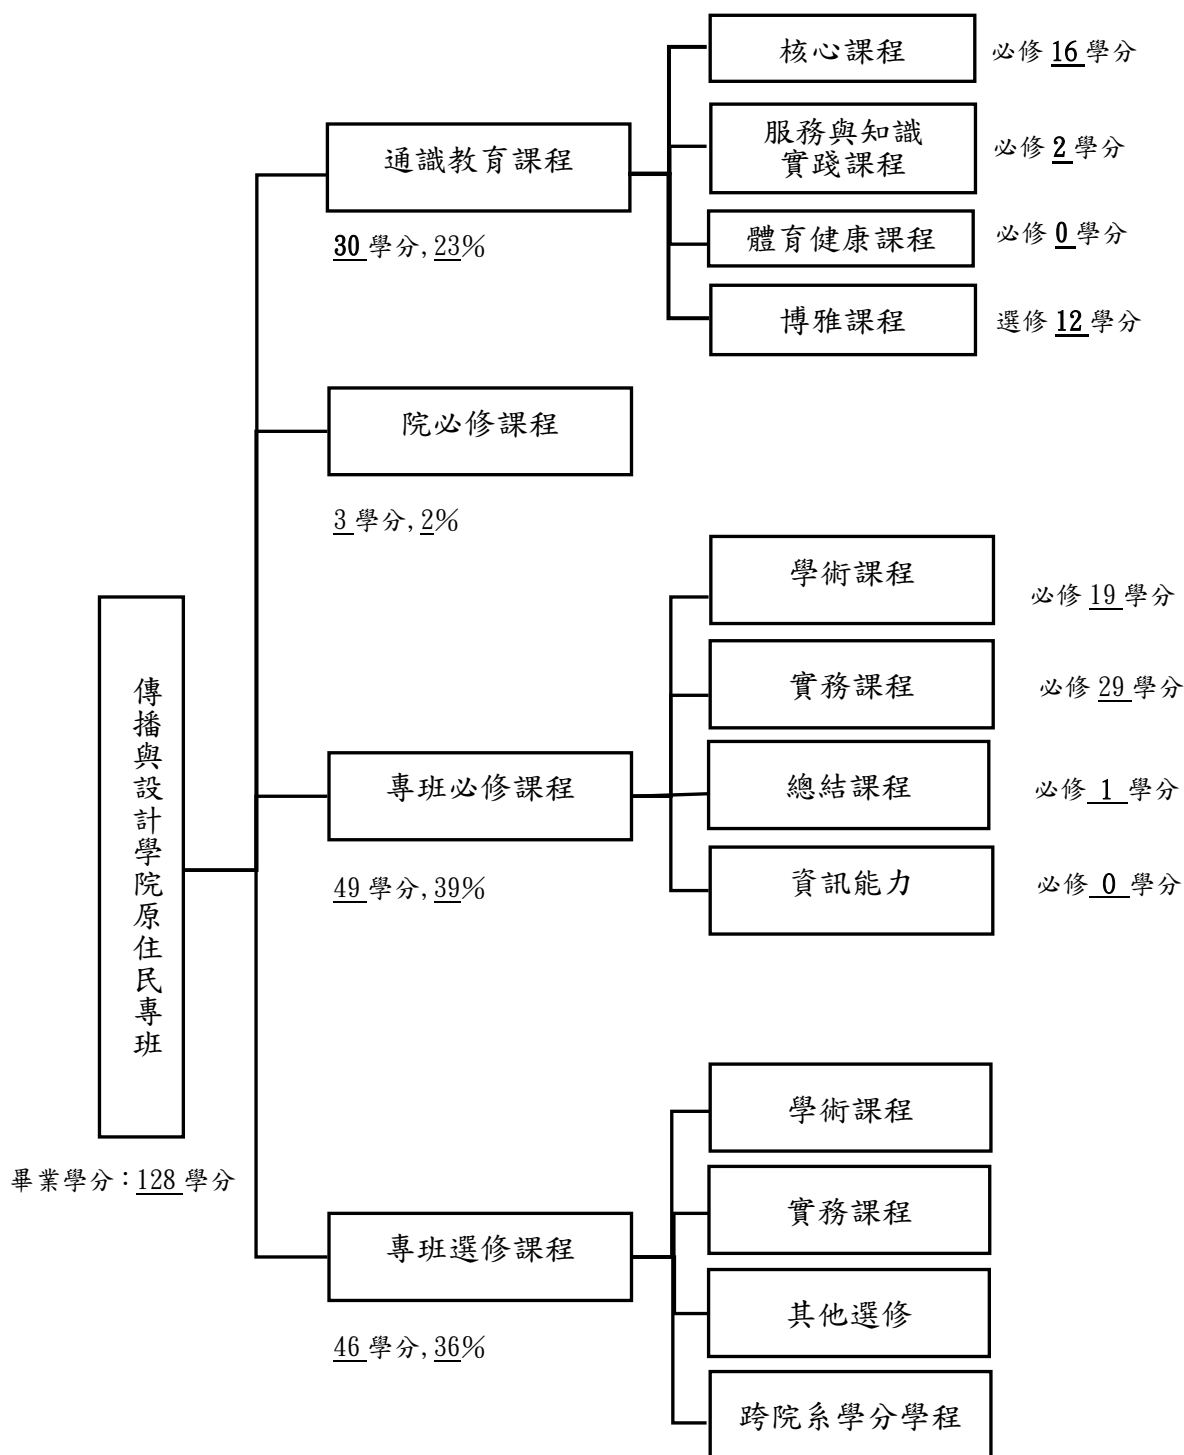 傳播與設計學院原住民專班
畢業學分：128 學分
通識教育課程
30 學分, 23%
核心課程
必修 16 學分
服務與知識
實踐課程
必修 2 學分
體育健康課程
必修 0 學分
博雅課程
選修 12 學分
院必修課程
3 學分, 2%
專班必修課程
49 學分, 39%
學術課程
必修 19 學分
實務課程
必修 29 學分
總結課程
必修 1 學分
資訊能力
必修 0 學分
專班選修課程
46 學分, 36%
學術課程
實務課程
其他選修
跨院系學分學程